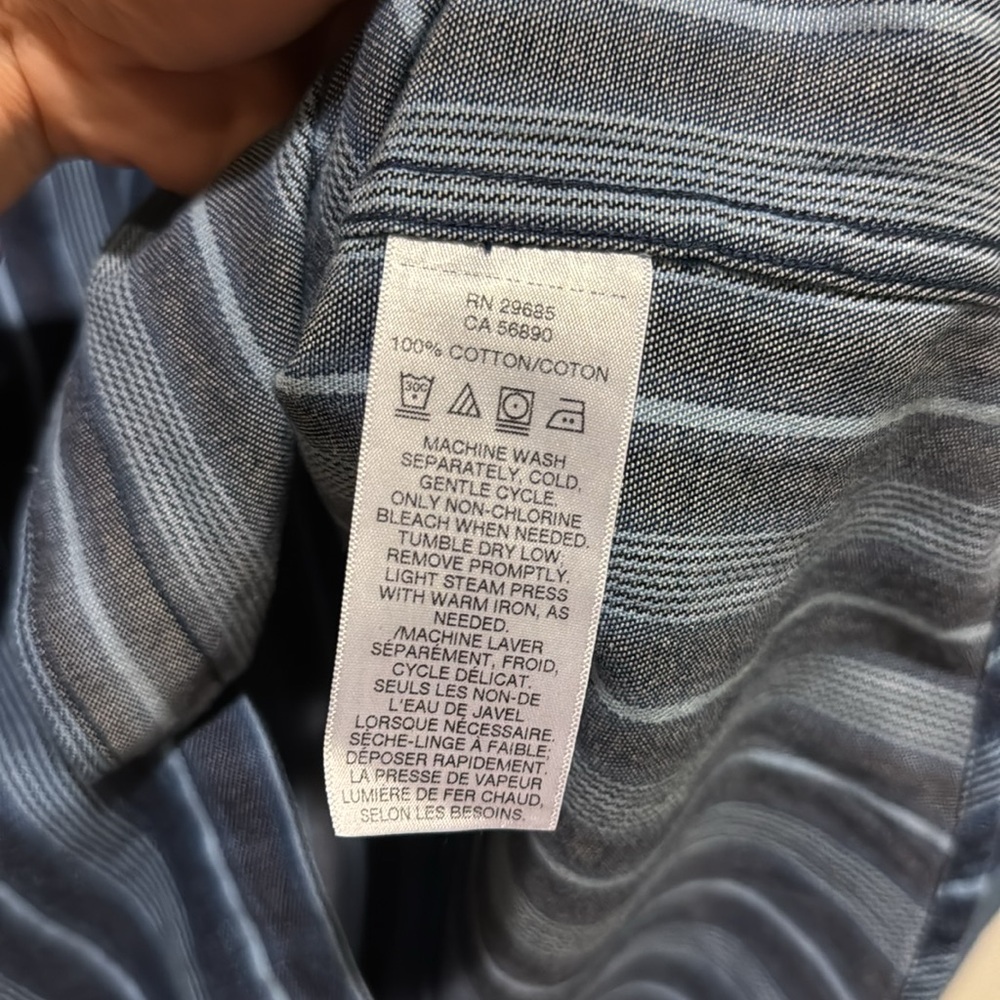 RN 29685
CA 56890
100% COTTON/COTON
30C
MACHINE WASH
SEPARATELY, COLD,
GENTLE CYCLE.
ONLY NON-CHLORINE
BLEACH WHEN NEEDED.
TUMBLE DRY LOW,
REMOVE PROMPTLY.
LIGHT STEAM PRESS
WITH WARM IRON, AS
NEEDED.
/MACHINE LAVER
SÉPARÉMENT, FROID,
CYCLE DÉLICAT.
SEULS LES NON-DE
L'EAU DE JAVEL
LORSQUE NÉCESSAIRE.
SÈCHE-LINGE À FAIBLE;
DÉPOSER RAPIDEMENT.
LA PRESSE DE VAPEUR
LUMIÈRE DE FER CHAUD,
SELON LES BESOINS.